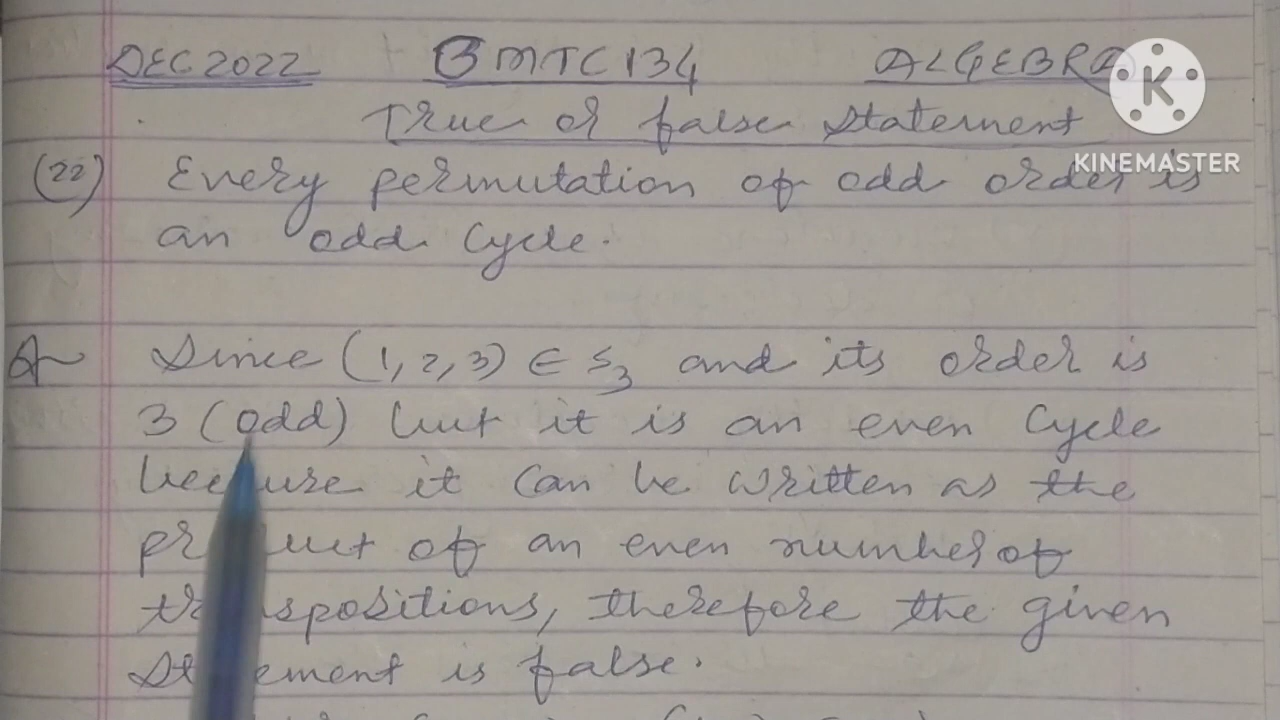 DEC 2022 BMTC 134 ALGEBRA
K
KINEMASTER
True or false statement
(22) Every permutation of odd order is
an odd cycle.
A Since (1,2,3) ∈ S3 and its order is
3 (odd) but it is an even cycle
because it can be written as the
product of an even number of
transpositions, therefore the given
statement is false.